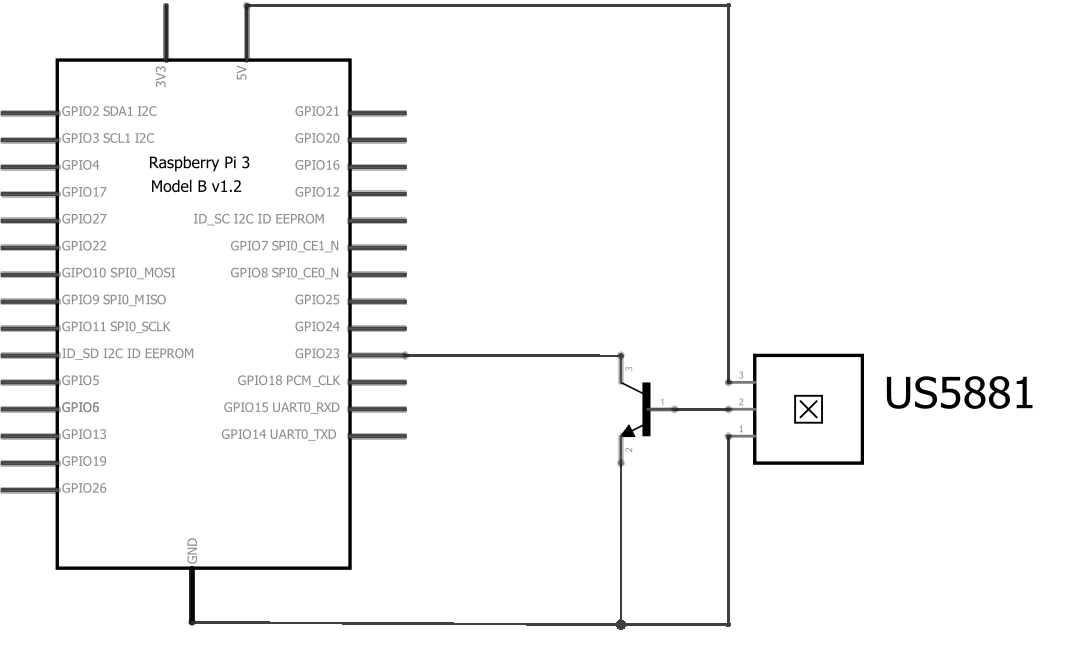 3V3
5V
GPIO2 SDA1 I2C
GPIO21
GPIO3 SCL1 I2C
GPIO20
GPIO4
Raspberry Pi 3
GPIO16
Model B v1.2
GPIO17
GPIO12
GPIO27
ID_SC I2C ID EEPROM
GPIO22
GPIO7 SPI0_CE1_N
GIPO10 SPI0_MOSI
GPIO8 SPI0_CE0_N
GPIO9 SPI0_MISO
GPIO25
GPIO11 SPI0_SCLK
GPIO24
ID_SD I2C ID EEPROM
GPIO23
GPIO5
GPIO18 PCM_CLK
GPIO6
GPIO15 UART0_RXD
GPIO13
GPIO14 UART0_TXD
GPIO19
GPIO26
GND
3
1
2
3
2
1
US5881